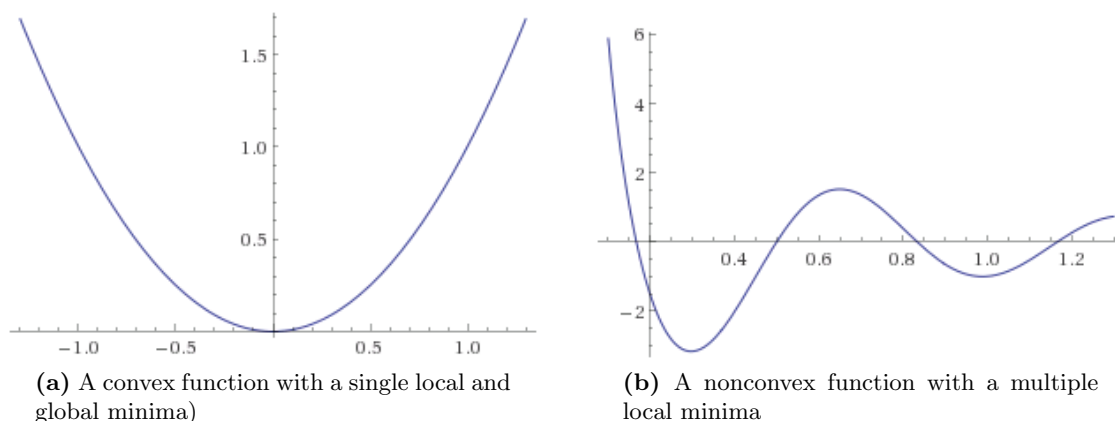 1.5
1.0
0.5
−1.0 −0.5 0.5 1.0
(a) A convex function with a single local and
global minima)
6
4
2
0.4 0.6 0.8 1.0 1.2
−2
(b) A nonconvex function with a multiple
local minima